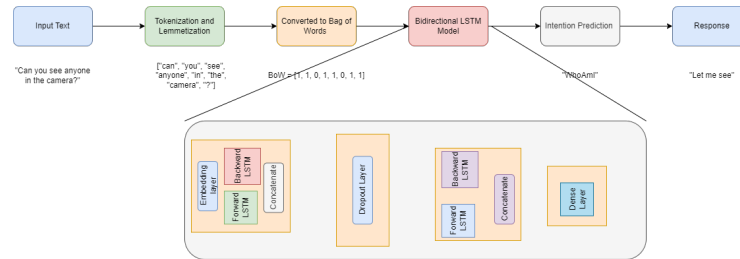 Input Text
Tokenization and
Lemmetization
Converted to Bag of
Words
Bidirectional LSTM
Model
Intention Prediction
Response
"Can you see anyone
in the camera?"
["can", "you", "see",
"anyone", "in", "the",
"camera", "?"]
BoW = [1, 1, 0, 1, 1, 0, 1, 1]
"WhoAmI"
"Let me see"
Embedding
layer
Backward
LSTM
Forward
LSTM
Concatenate
Dropout Layer
Backward
LSTM
Forward
LSTM
Concatenate
Dense
Layer